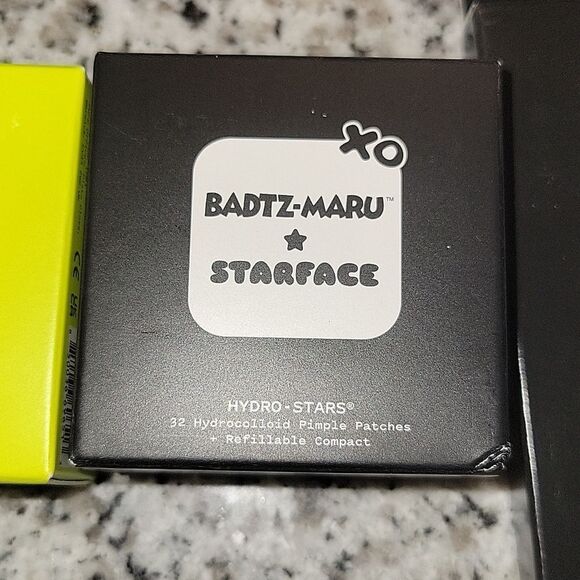 XO
BADTZ-MARU™
STARFACE
HYDRO-STARS®
32 Hydrocolloid Pimple Patches
+ Refillable Compact